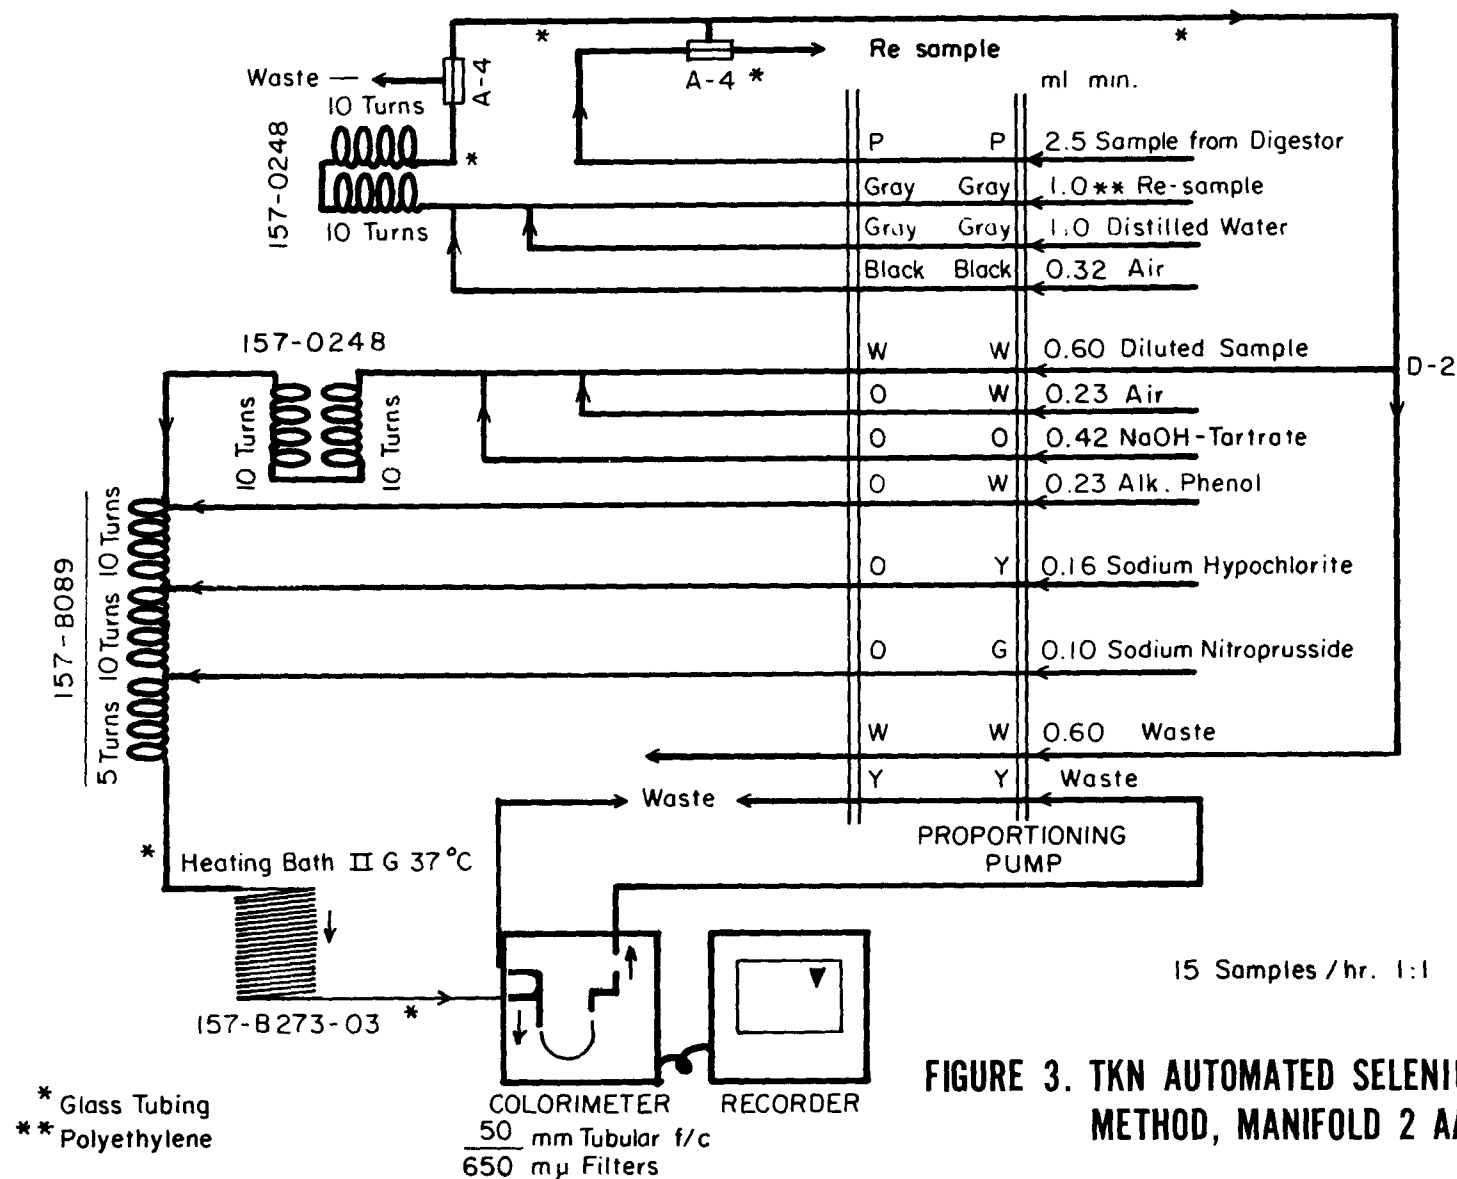 * *
Re sample
Waste —
A-4
A-4 *
ml min.
10 Turns
157-0248
*
10 Turns
P P 2.5 Sample from Digestor
Gray Gray 1.0 ** Re-sample
Gray Gray 1.0 Distilled Water
Black Black 0.32 Air
157-0248
W W 0.60 Diluted Sample
D-2
O W 0.23 Air
10 Turns
10 Turns
O O 0.42 NaOH-Tartrate
O W 0.23 Alk. Phenol
157-B089
10 Turns
10 Turns
5 Turns
O Y 0.16 Sodium Hypochlorite
O G 0.10 Sodium Nitroprusside
W W 0.60 Waste
Y Y Waste
Waste
PROPORTIONING
PUMP
*
Heating Bath II G 37°C
157-B273-03 *
15 Samples/hr. 1:1
* Glass Tubing
** Polyethylene
COLORIMETER
RECORDER
50 mm Tubular f/c
650 mμ Filters
FIGURE 3. TKN AUTOMATED
METHOD, MANIFOLD 2